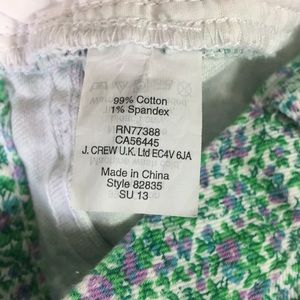 99% Cotton
1% Spandex
RN77388
CA56445
J. CREW U.K. Ltd EC4V 6JA
Made in China
Style 82835
SU 13